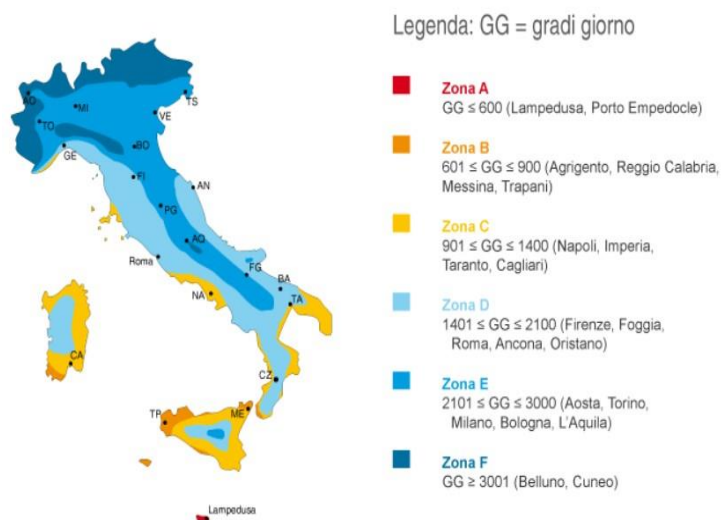 Legenda: GG = gradi giorno
Zona A
GG ≤ 600 (Lampedusa, Porto Empedocle)
Zona B
601 ≤ GG ≤ 900 (Agrigento, Reggio Calabria,
Messina, Trapani)
Zona C
901 ≤ GG ≤ 1400 (Napoli, Imperia,
Taranto, Cagliari)
Zona D
1401 ≤ GG ≤ 2100 (Firenze, Foggia,
Roma, Ancona, Oristano)
Zona E
2101 ≤ GG ≤ 3000 (Aosta, Torino,
Milano, Bologna, L'Aquila)
Zona F
GG ≥ 3001 (Belluno, Cuneo)
AO
MI
TS
VE
TO
BO
GE
FI
AN
PG
AQ
Roma
FG
BA
NA
TA
CA
CZ
TP
ME
Lampedusa